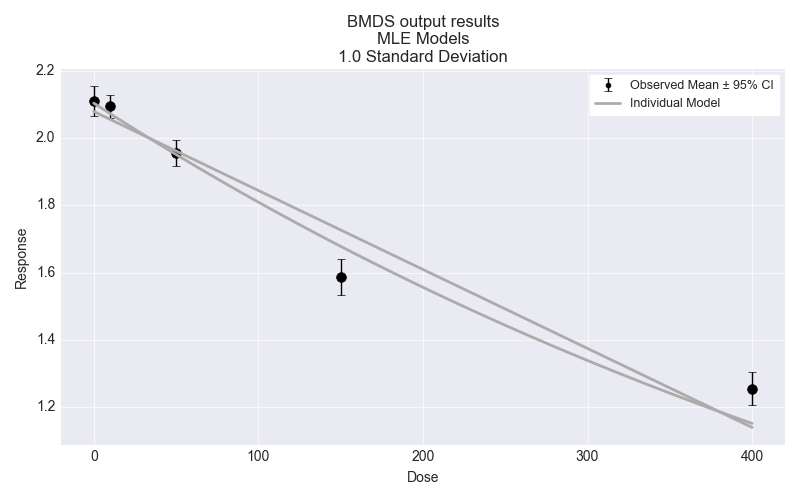 BMDS output results
MLE Models
1.0 Standard Deviation
Observed Mean ± 95% CI
Individual Model
Response
2.2
2.0
1.8
1.6
1.4
1.2
0 100 200 300 400
Dose